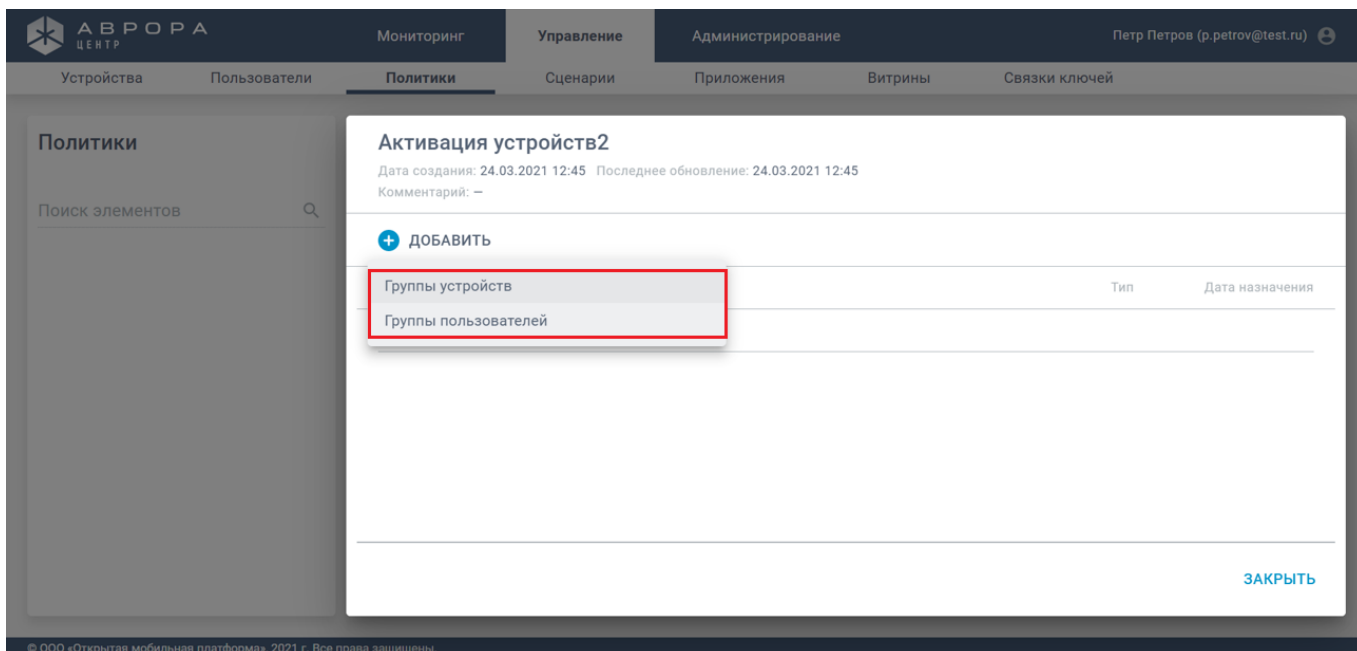 АВРОРА
ЦЕНТР
Мониторинг Управление Администрирование Петр Петров (p.petrov@test.ru)
Устройства Пользователи Политики Сценарии Приложения Витрины Связки ключей
Политики
Поиск элементов
Активация устройств2
Дата создания: 24.03.2021 12:45 Последнее обновление: 24.03.2021 12:45
Комментарий: —
ДОБАВИТЬ
Группы устройств
Группы пользователей
Тип Дата назначения
ЗАКРЫТЬ
© ООО «Открытая мобильная платформа», 2021 г. Все права защищены.